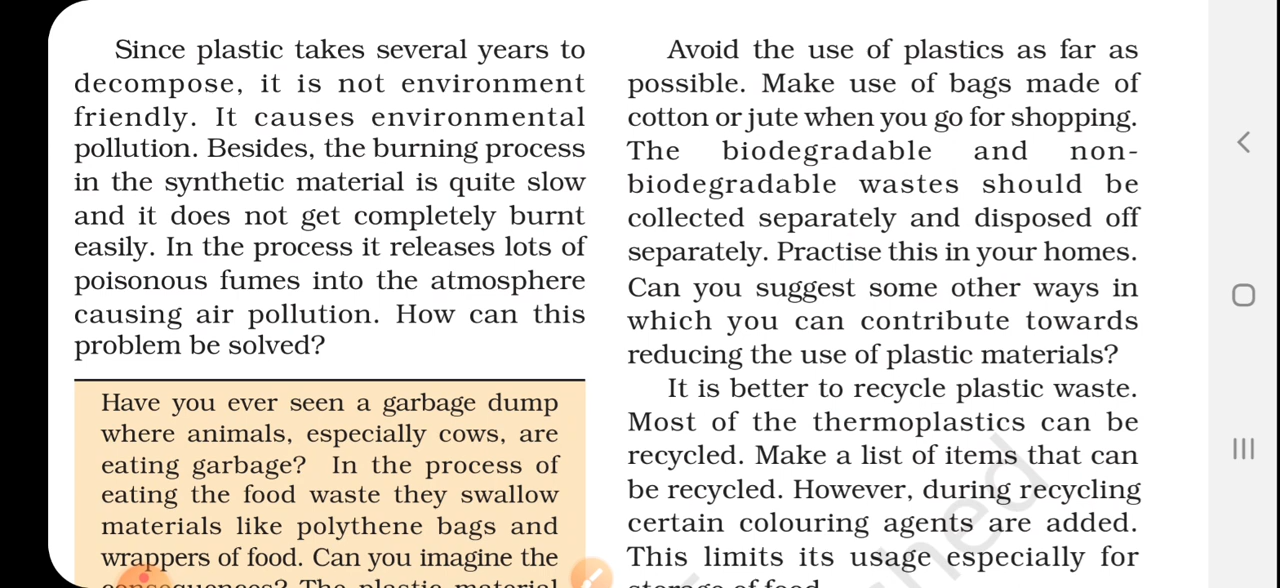 Since plastic takes several years to
decompose, it is not environment
friendly. It causes environmental
pollution. Besides, the burning process
in the synthetic material is quite slow
and it does not get completely burnt
easily. In the process it releases lots of
poisonous fumes into the atmosphere
causing air pollution. How can this
problem be solved?
Have you ever seen a garbage dump
where animals, especially cows, are
eating garbage? In the process of
eating the food waste they swallow
materials like polythene bags and
wrappers of food. Can you imagine the
consequences? The plastic material
Avoid the use of plastics as far as
possible. Make use of bags made of
cotton or jute when you go for shopping.
The biodegradable and non-
biodegradable wastes should be
collected separately and disposed off
separately. Practise this in your homes.
Can you suggest some other ways in
which you can contribute towards
reducing the use of plastic materials?
It is better to recycle plastic waste.
Most of the thermoplastics can be
recycled. Make a list of items that can
be recycled. However, during recycling
certain colouring agents are added.
This limits its usage especially for
storage of food.